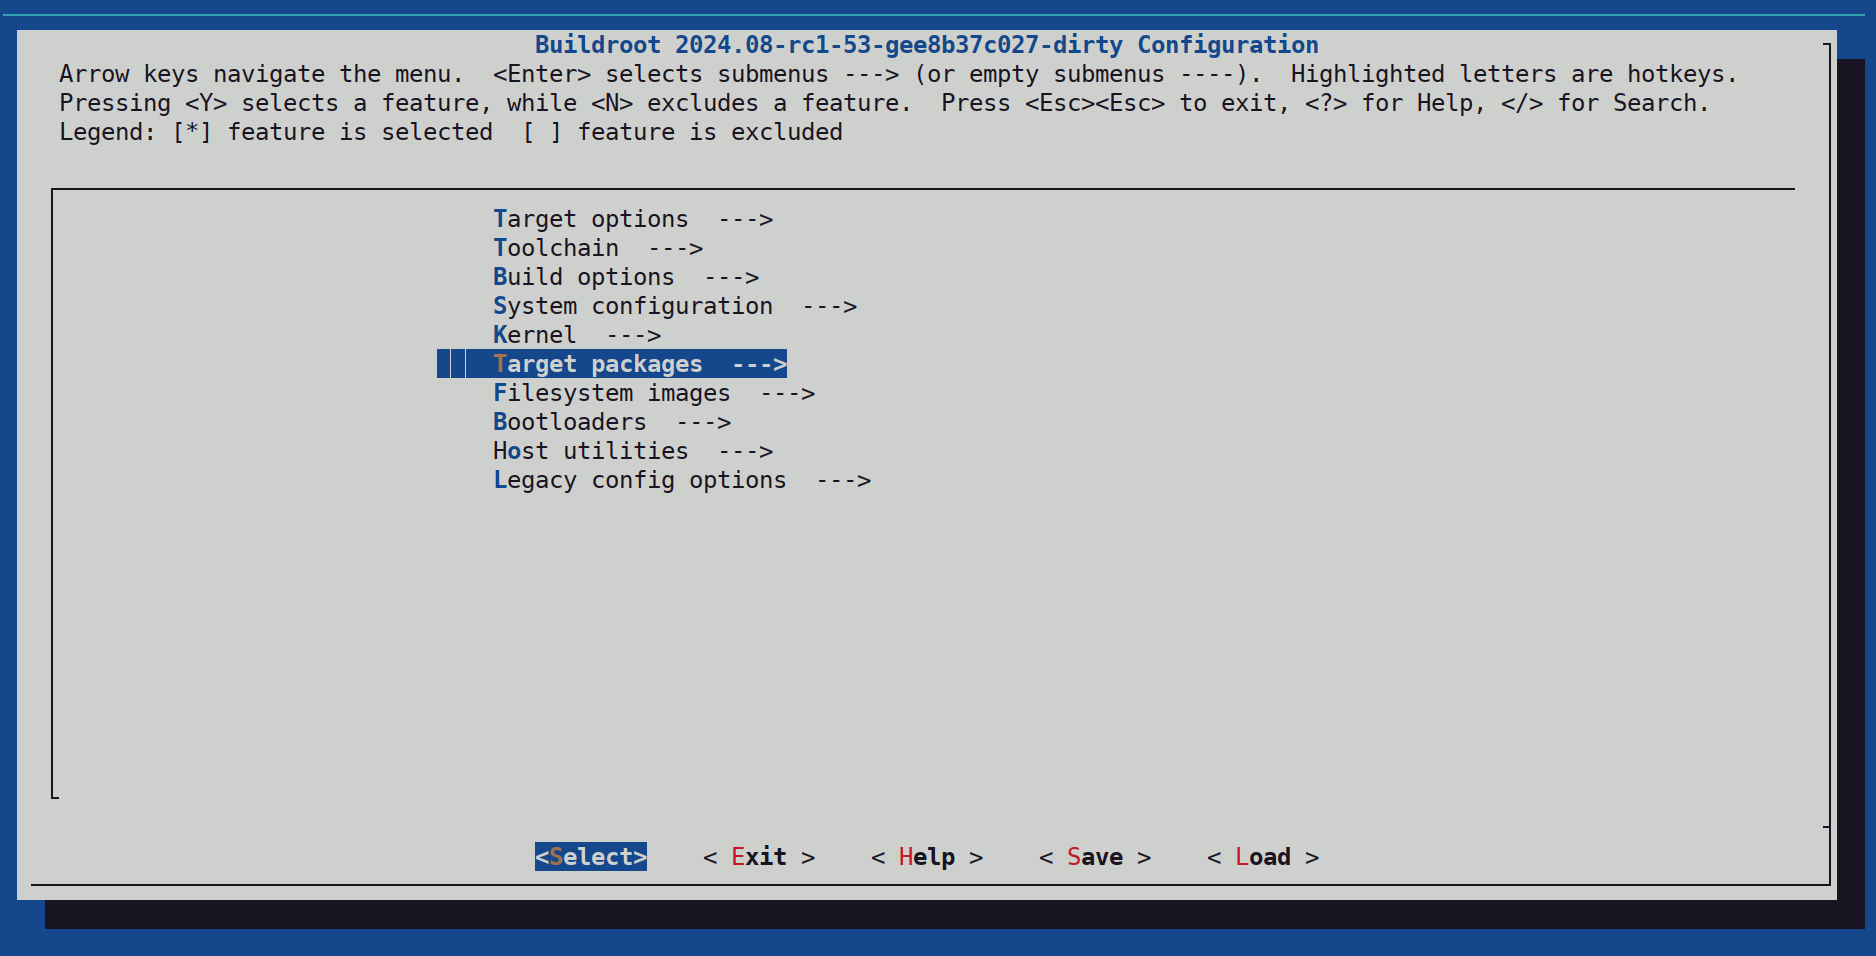 Buildroot 2024.08-rc1-53-gee8b37c027-dirty Configuration
Arrow keys navigate the menu.  <Enter> selects submenus ---> (or empty submenus ----).  Highlighted letters are hotkeys.
Pressing <Y> selects a feature, while <N> excludes a feature.  Press <Esc><Esc> to exit, <?> for Help, </> for Search.
Legend: [*] feature is selected  [ ] feature is excluded
Target options  --->
Toolchain  --->
Build options  --->
System configuration  --->
Kernel  --->
Target packages  --->
Filesystem images  --->
Bootloaders  --->
Host utilities  --->
Legacy config options  --->
<Select>    < Exit >    < Help >    < Save >    < Load >